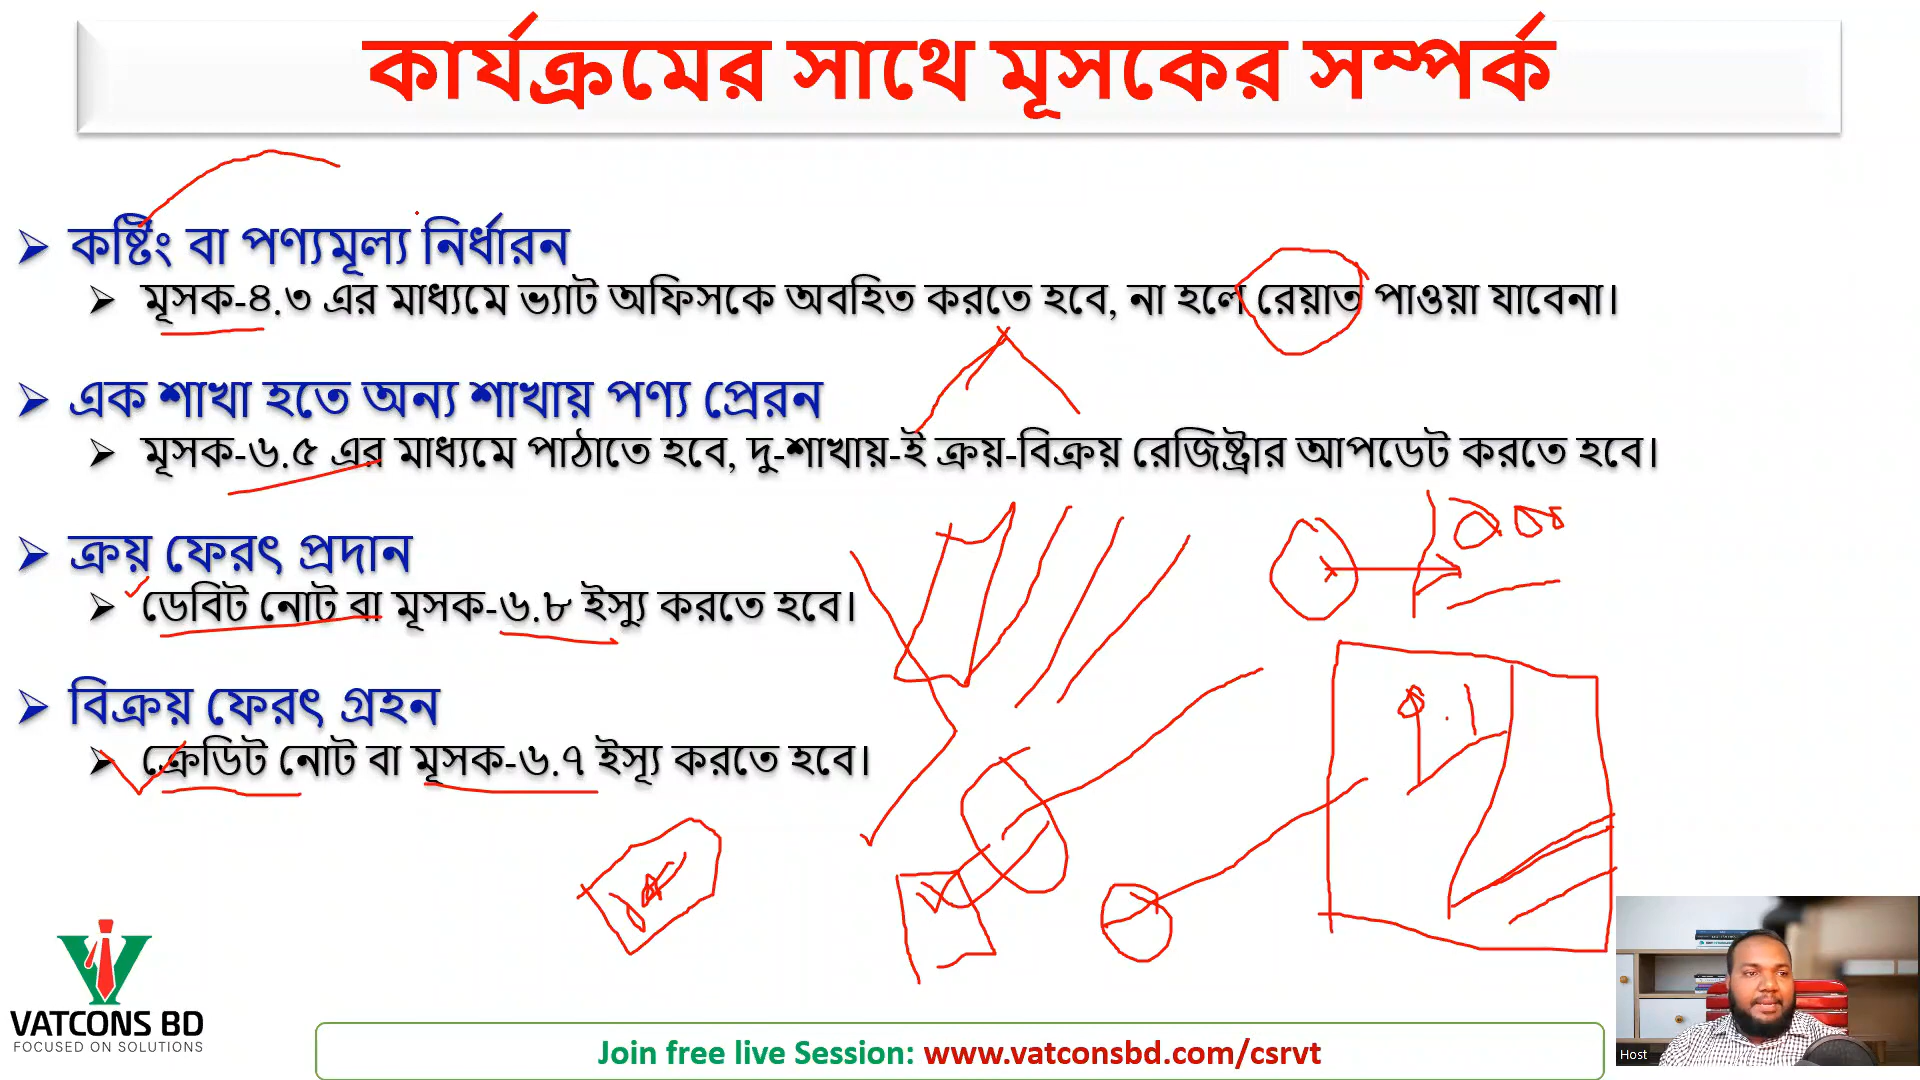 কার্যক্রমের সাথে মূসকের সম্পর্ক
কষ্টিং বা পণ্যমূল্য নির্ধারন
মূসক-৪.৩ এর মাধ্যমে ভ্যাট অফিসকে অবহিত করতে হবে, না হলে রেয়াত পাওয়া যাবেনা।
এক শাখা হতে অন্য শাখায় পণ্য প্রেরন
মূসক-৬.৫ এর মাধ্যমে পাঠাতে হবে, দু-শাখায়-ই ক্রয়-বিক্রয় রেজিষ্ট্রার আপডেট করতে হবে।
ক্রয় ফেরৎ প্রদান
ডেবিট নোট বা মূসক-৬.৮ ইস্যু করতে হবে।
বিক্রয় ফেরৎ গ্রহন
ক্রেডিট নোট বা মূসক-৬.৭ ইস্যূ করতে হবে।
VATCONS BD
FOCUSED ON SOLUTIONS
Join free live Session: www.vatconsbd.com/csrvt
Host